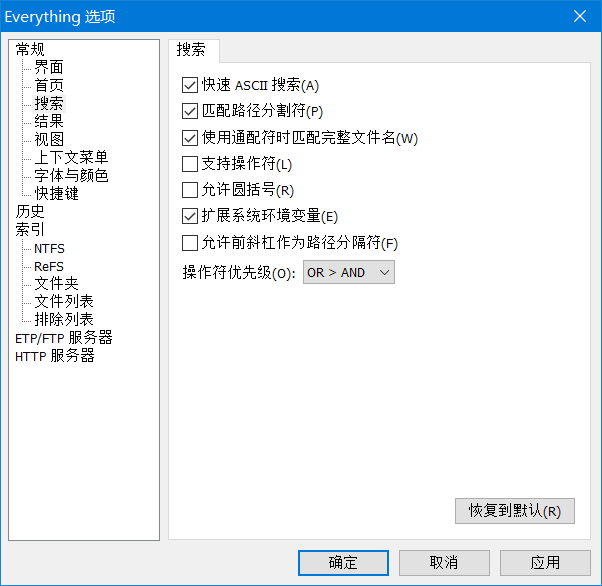 Everything 选项
常规
界面
首页
搜索
结果
视图
上下文菜单
字体与颜色
快捷键
历史
索引
NTFS
ReFS
文件夹
文件列表
排除列表
ETP/FTP 服务器
HTTP 服务器
搜索
快速 ASCII 搜索(A)
匹配路径分割符(P)
使用通配符时匹配完整文件名(W)
支持操作符(L)
允许圆括号(R)
扩展系统环境变量(E)
允许前斜杠作为路径分隔符(F)
操作符优先级(O): OR > AND
恢复到默认(R)
确定 取消 应用